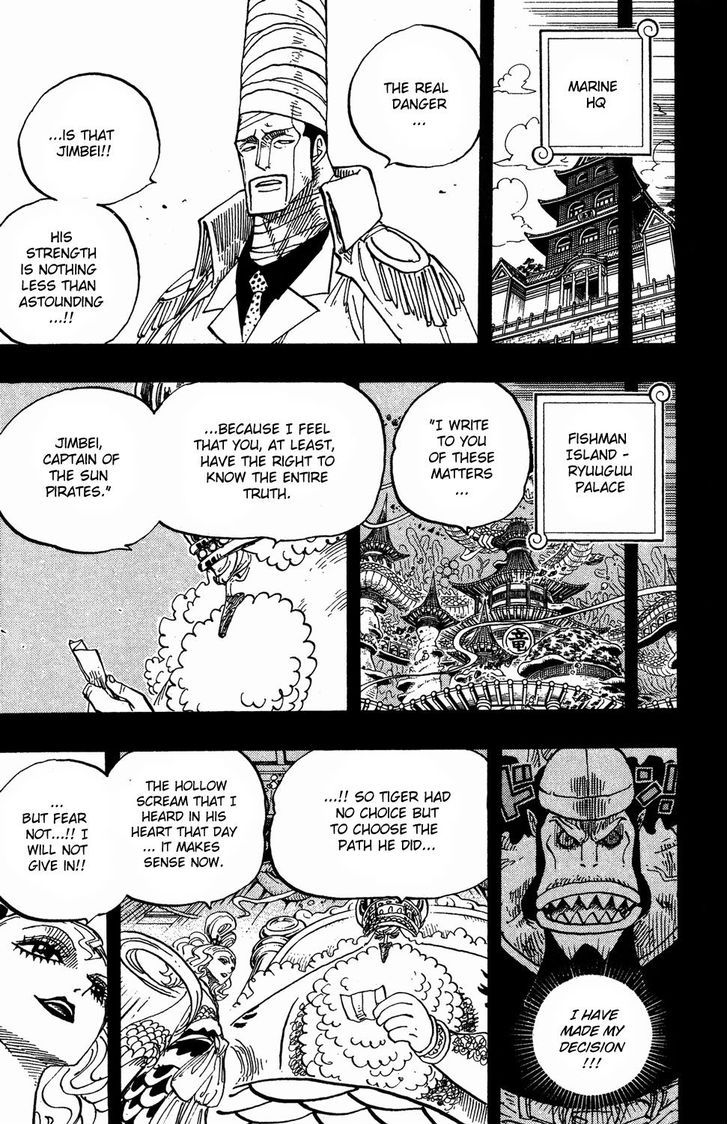 MARINE
HQ
THE REAL
DANGER
...
...IS THAT
JIMBEI!!
HIS
STRENGTH
IS NOTHING
LESS THAN
ASTOUNDING
...!!
FISHMAN
ISLAND -
RYUUGUU
PALACE
"I WRITE
TO YOU
OF THESE
MATTERS
...
...BECAUSE I FEEL
THAT YOU, AT LEAST,
HAVE THE RIGHT TO
KNOW THE ENTIRE
TRUTH.
JIMBEI,
CAPTAIN OF
THE SUN
PIRATES."
竜
I HAVE
MADE MY
DECISION
!!!
...!! SO TIGER HAD
NO CHOICE BUT
TO CHOOSE THE
PATH HE DID...
THE HOLLOW
SCREAM THAT I
HEARD IN HIS
HEART THAT DAY
... IT MAKES
SENSE NOW.
...
BUT FEAR
NOT...!! I
WILL NOT
GIVE IN!!